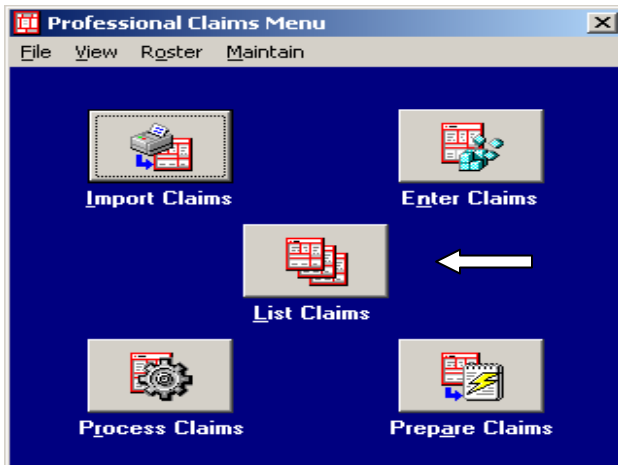 Professional Claims Menu
File View Roster Maintain
Import Claims Enter Claims
List Claims
Process Claims Prepare Claims